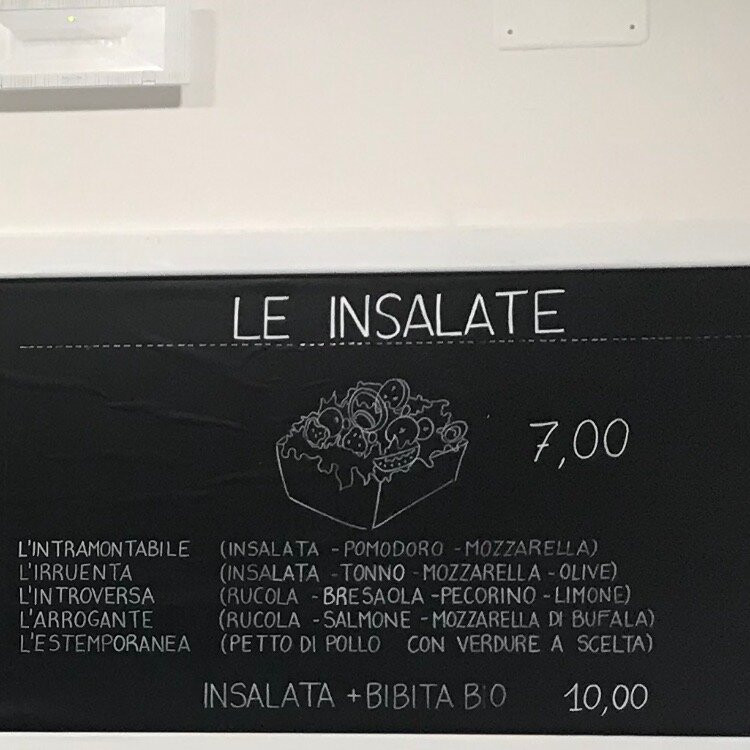 LE INSALATE
7,00
L'INTRAMONTABILE (INSALATA - POMODORO - MOZZARELLA)
L'IRRUENTA (INSALATA - TONNO - MOZZARELLA - OLIVE)
L'INTROVERSA (RUCOLA - BRESAOLA - PECORINO - LIMONE)
L'ARROGANTE (RUCOLA - SALMONE - MOZZARELLA DI BUFALA)
L'ESTEMPORANEA (PETTO DI POLLO CON VERDURE A SCELTA)
INSALATA + BIBITA BIO 10,00